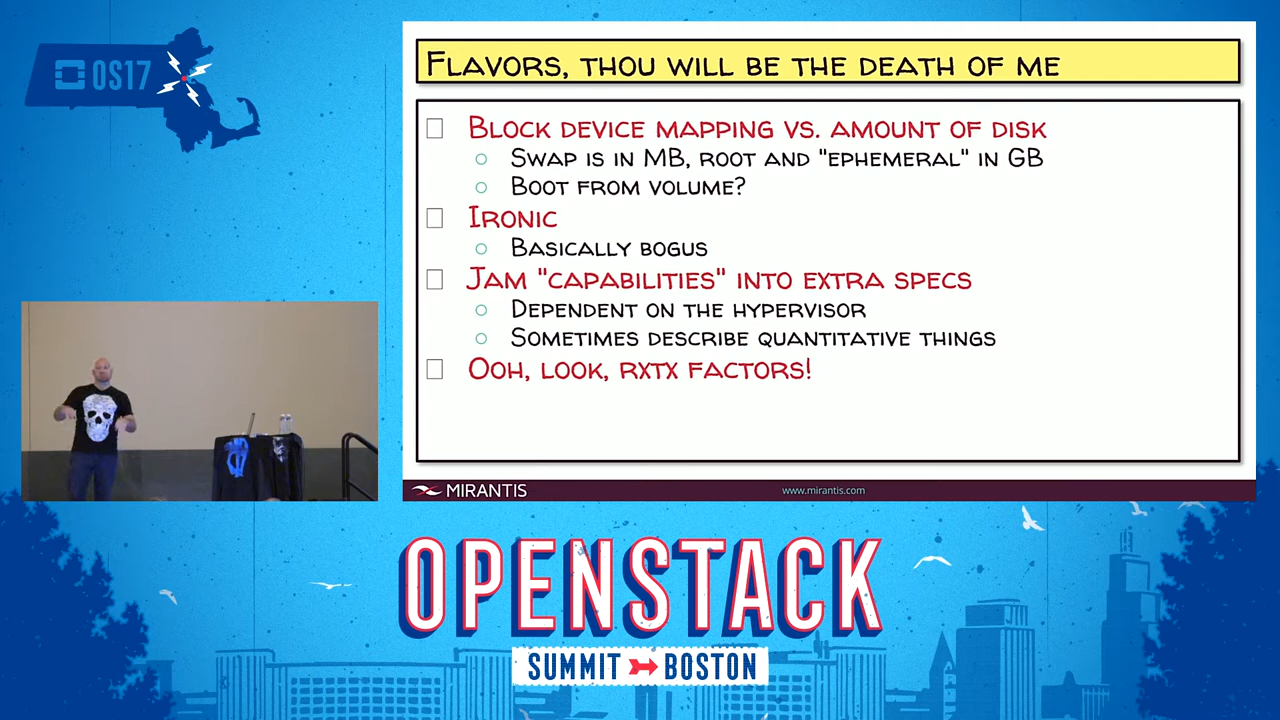 OS17
FLAVORS, THOU WILL BE THE DEATH OF ME
BLOCK DEVICE MAPPING VS. AMOUNT OF DISK
SWAP IS IN MB, ROOT AND "EPHEMERAL" IN GB
BOOT FROM VOLUME?
IRONIC
BASICALLY BOGUS
JAM "CAPABILITIES" INTO EXTRA SPECS
DEPENDENT ON THE HYPERVISOR
SOMETIMES DESCRIBE QUANTITATIVE THINGS
OOH, LOOK, RXTX FACTORS!
MIRANTIS
www.mirantis.com
OPENSTACK
SUMMIT BOSTON